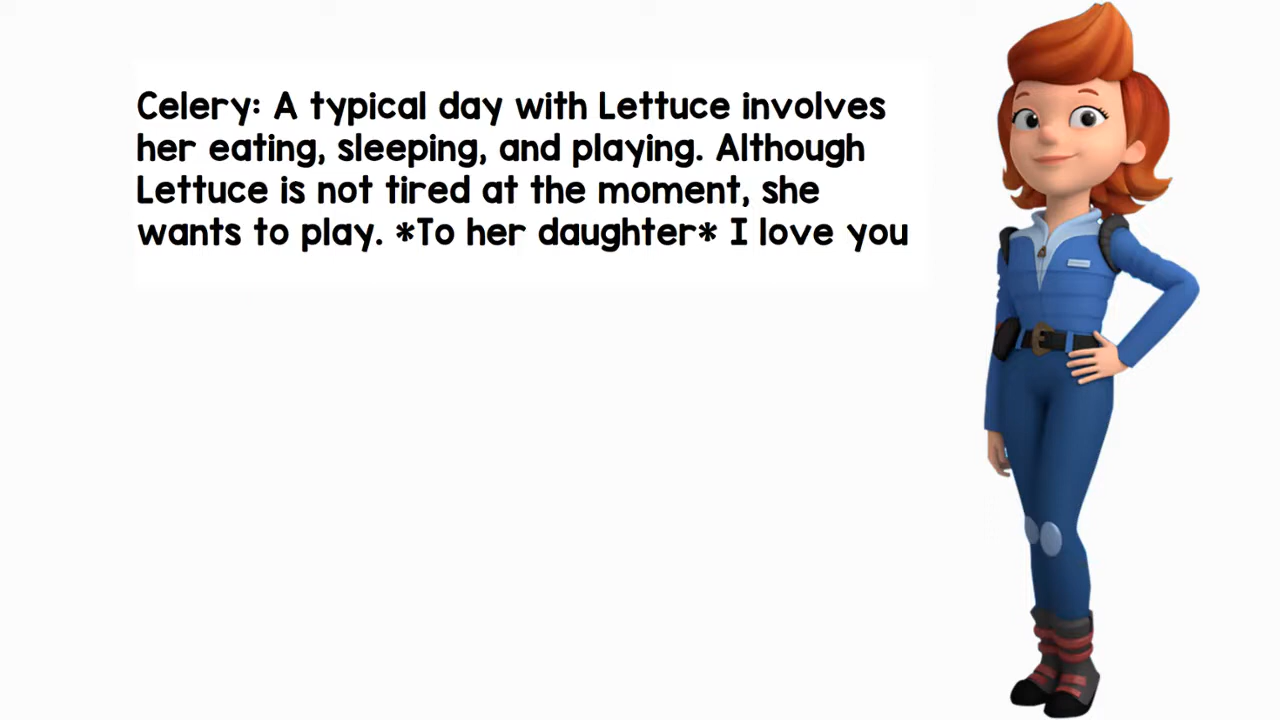 Celery: A typical day with Lettuce involves
her eating, sleeping, and playing. Although
Lettuce is not tired at the moment, she
wants to play. *To her daughter* I love you